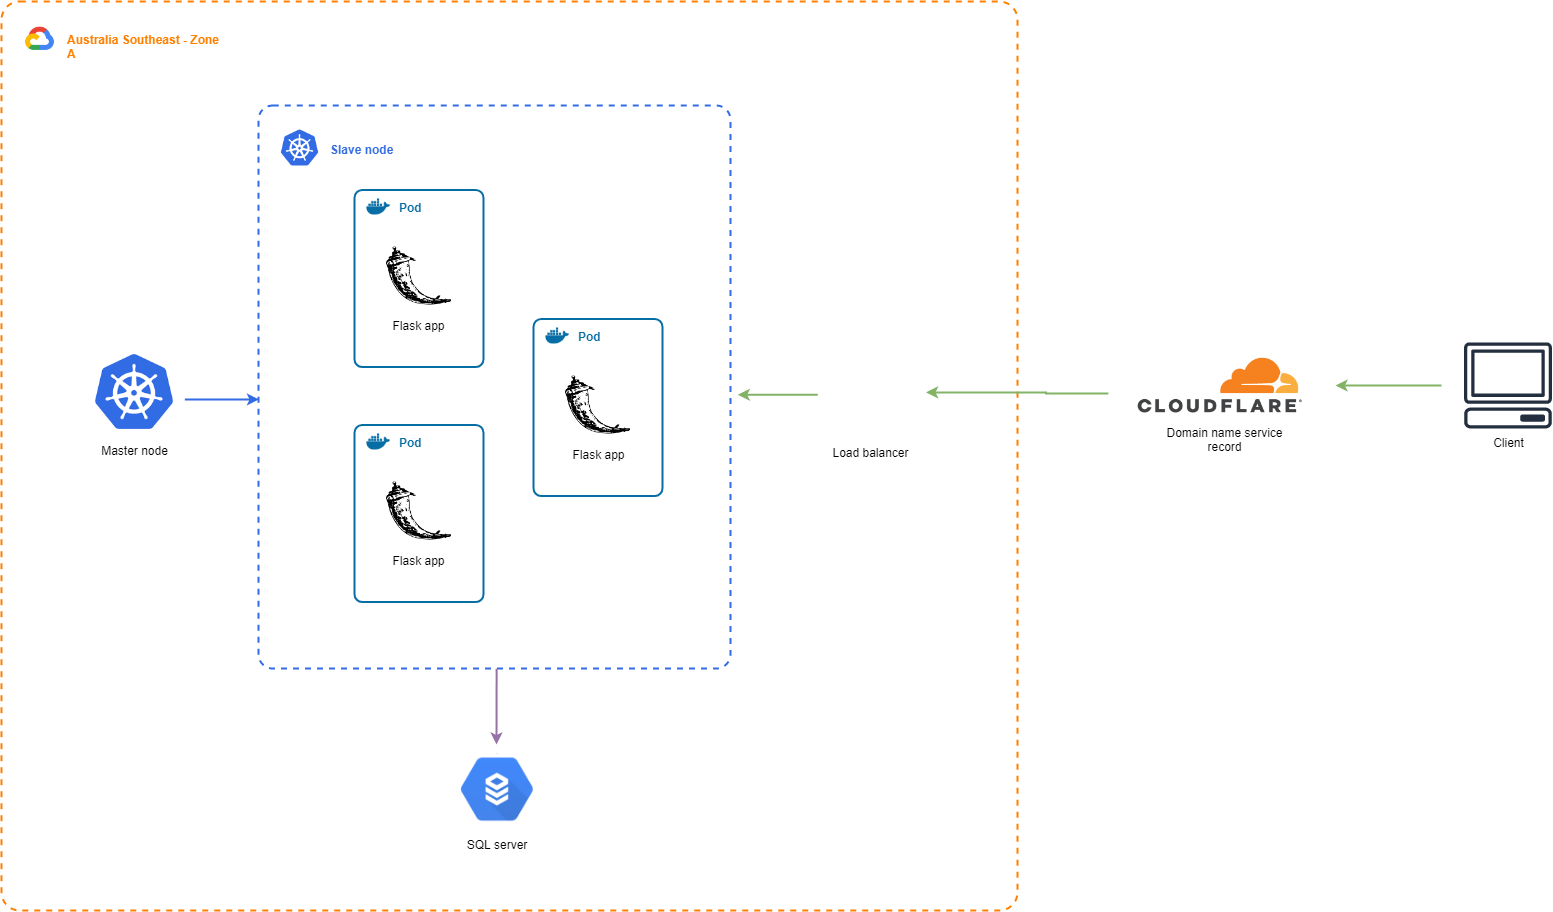 Australia Southeast - Zone
A
Slave node
Pod
Flask app
Pod
Flask app
Pod
Flask app
Master node
Load balancer
CLOUDFLARE
Domain name service
record
Client
SQL server